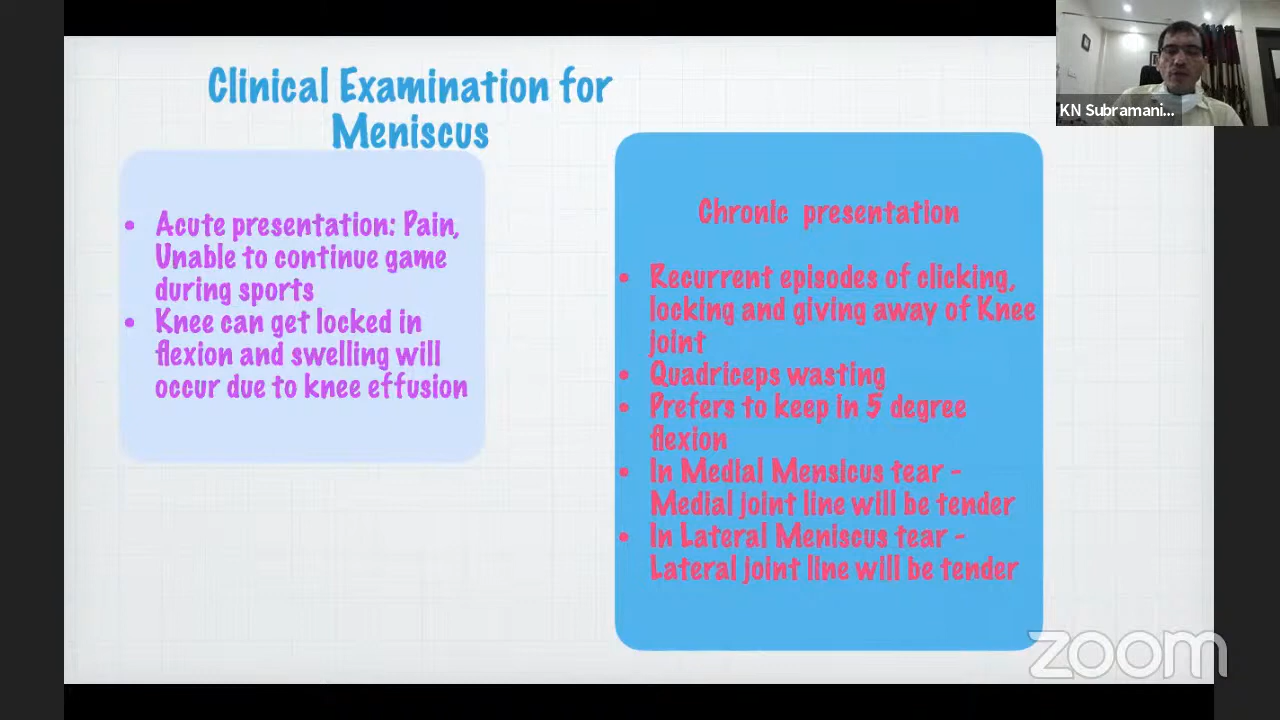 Clinical Examination for
Meniscus
• Acute presentation: Pain,
Unable to continue game
during sports
• Knee can get locked in
flexion and swelling will
occur due to knee effusion
Chronic presentation
• Recurrent episodes of clicking,
locking and giving away of Knee
joint
• Quadriceps wasting
• Prefers to keep in 5 degree
flexion
• In Medial Mensicus tear -
Medial joint line will be tender
• In Lateral Meniscus tear -
Lateral joint line will be tender
KN Subramani...
zoom